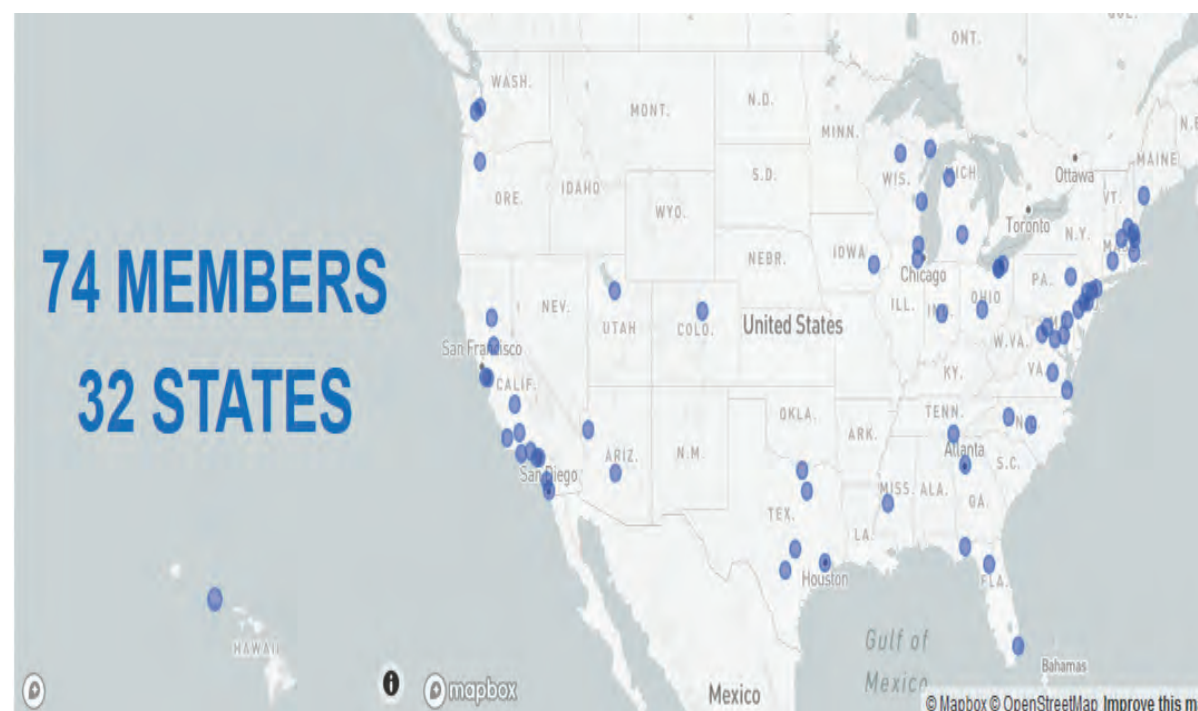 74 MEMBERS
32 STATES
WASH.
MONT.
N.D.
MINN.
ONT.
Ottawa
MAINE
ORE.
IDAHO
WYO.
S.D.
WIS.
MICH.
Toronto
VT.
N.Y.
NEBR.
IOWA
Chicago
PA.
NEV.
UTAH
COLO.
United States
ILL.
OHIO
W.VA.
VA.
San Francisco
CALIF.
KY.
OKLA.
TENN.
ARK.
ARIZ.
N.M.
Atlanta
S.C.
San Diego
MISS.
ALA.
GA.
TEX.
LA.
Houston
FLA.
HAWAII
Gulf of
Mexico
Bahamas
Mexico
mapbox
© Mapbox © OpenStreetMap Improve this m